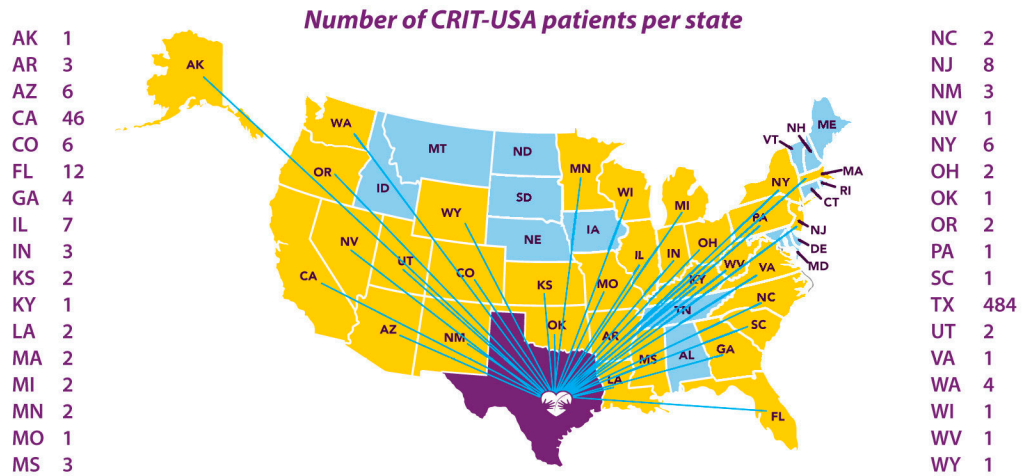 Number of CRIT-USA patients per state
AK 1
AR 3
AZ 6
CA 46
CO 6
FL 12
GA 4
IL 7
IN 3
KS 2
KY 1
LA 2
MA 2
MI 2
MN 2
MO 1
MS 3
AK
WA
OR
MT
ID
ND
SD
NE
WY
NV
UT
CO
CA
AZ
NM
MN
WI
IA
MI
IL
IN
OH
KS
MO
OK
AR
KY
TN
WV
VA
NC
SC
MS
AL
GA
LA
FL
PA
NY
VT
NH
ME
MA
RI
CT
NJ
DE
MD
NC 2
NJ 8
NM 3
NV 1
NY 6
OH 2
OK 1
OR 2
PA 1
SC 1
TX 484
UT 2
VA 1
WA 4
WI 1
WV 1
WY 1